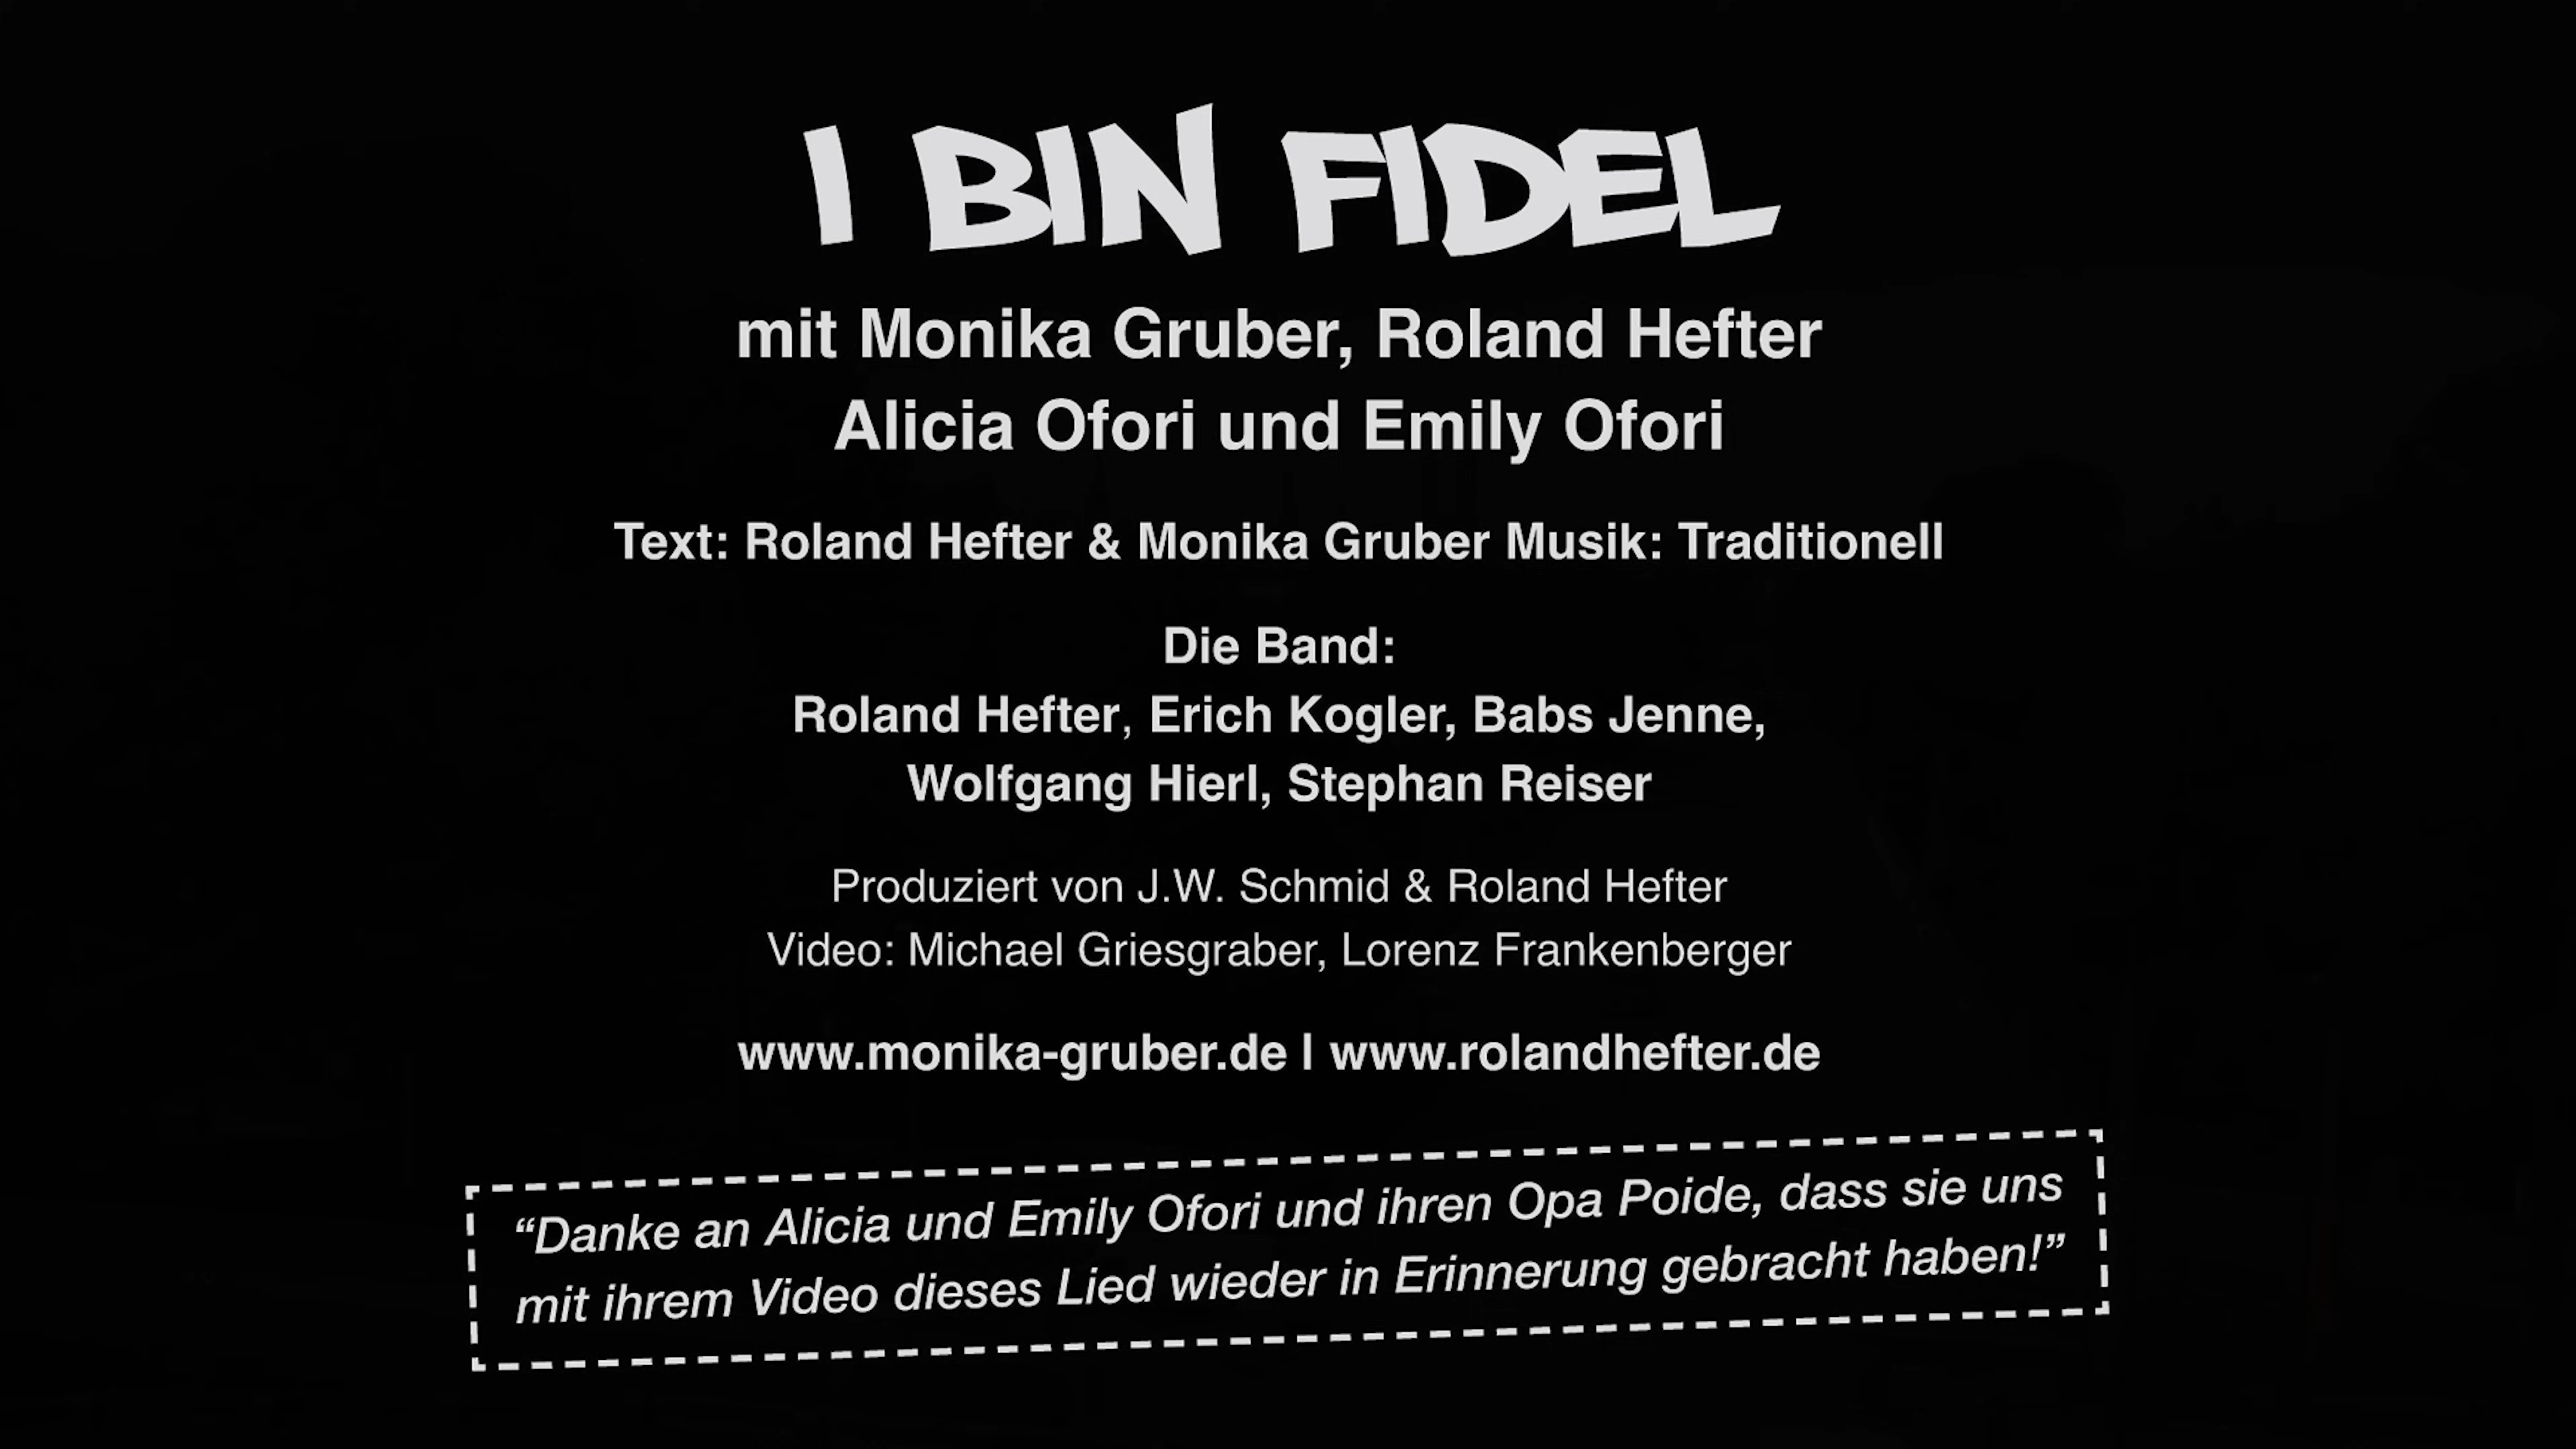 I BIN FIDEL
mit Monika Gruber, Roland Hefter
Alicia Ofori und Emily Ofori
Text: Roland Hefter & Monika Gruber Musik: Traditionell
Die Band:
Roland Hefter, Erich Kogler, Babs Jenne,
Wolfgang Hierl, Stephan Reiser
Produziert von J.W. Schmid & Roland Hefter
Video: Michael Griesgraber, Lorenz Frankenberger
www.monika-gruber.de | www.rolandhefter.de
“Danke an Alicia und Emily Ofori und ihren Opa Poide, dass sie uns
mit ihrem Video dieses Lied wieder in Erinnerung gebracht haben!”